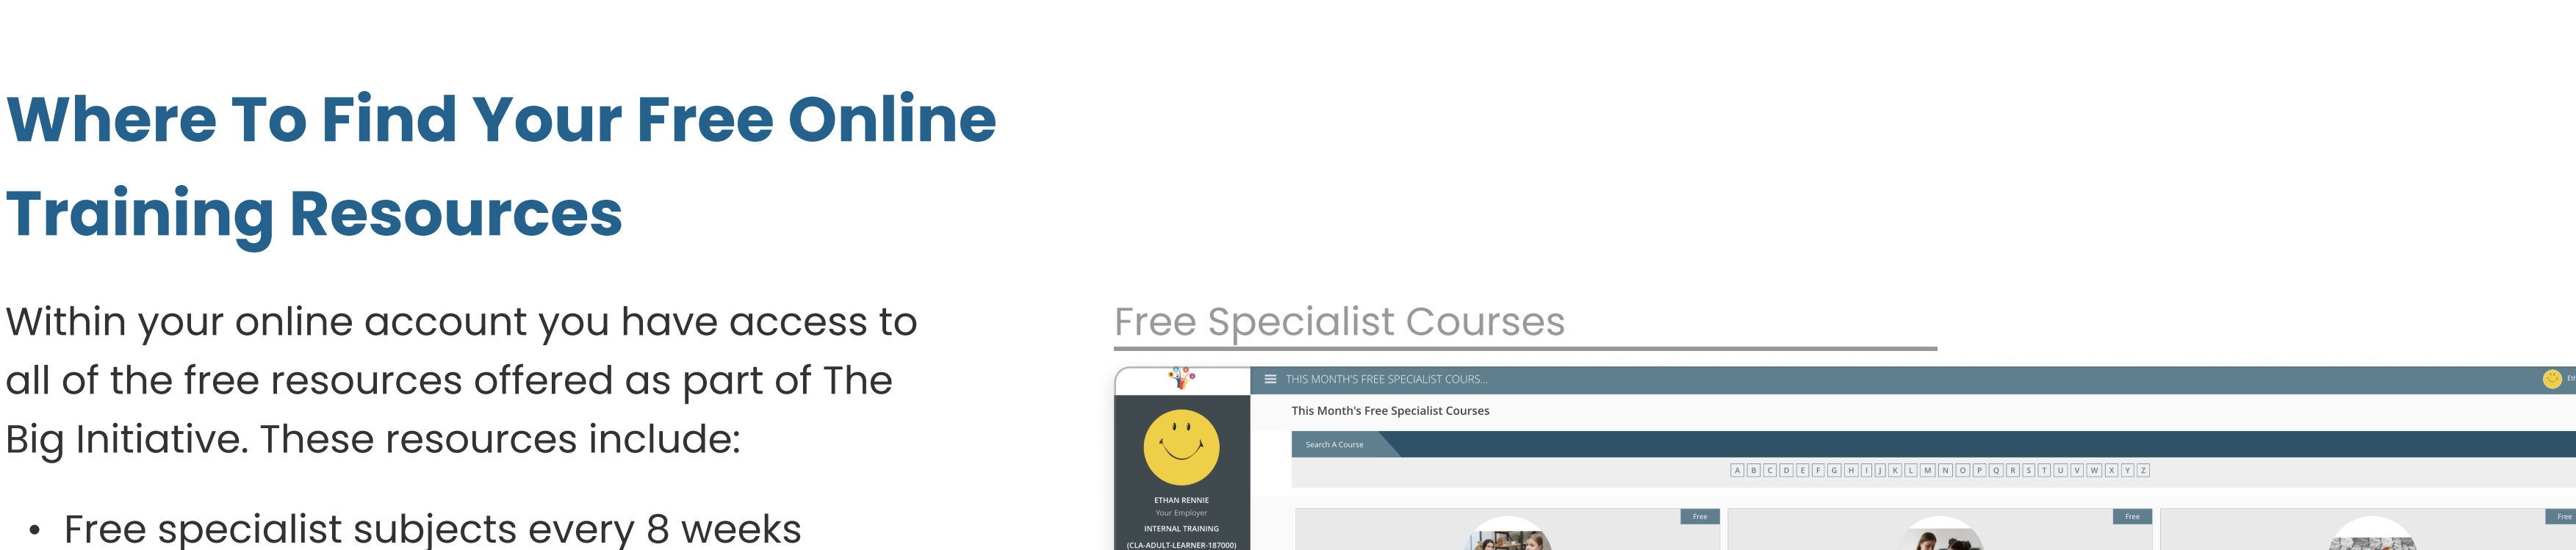 Where To Find Your Free Online
Training Resources
Within your online account you have access to
all of the free resources offered as part of The
Big Initiative. These resources include:
• Free specialist subjects every 8 weeks
Free Specialist Courses
THIS MONTH'S FREE SPECIALIST COURS...
This Month's Free Specialist Courses
Search A Course
A B C D E F G H I J K L M N O P Q R S T U V W X Y Z
ETHAN RENNIE
Your Employer
INTERNAL TRAINING
(CLA-ADULT-LEARNER-187000)
Free Free Free